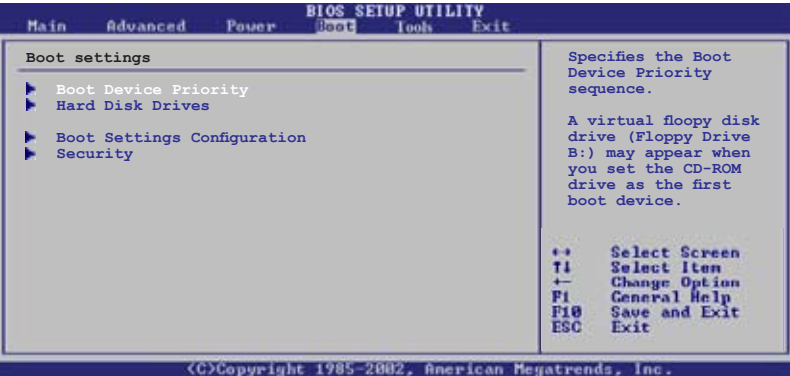 BIOS SETUP UTILITY
Main Advanced Power Boot Tools Exit
Boot settings
Boot Device Priority
Hard Disk Drives
Boot Settings Configuration
Security
Specifies the Boot
Device Priority
sequence.
A virtual floopy disk
drive (Floppy Drive
B:) may appear when
you set the CD-ROM
drive as the first
boot device.
←→ Select Screen
↑↓ Select Item
+- Change Option
F1 General Help
F10 Save and Exit
ESC Exit
(C)Copyright 1985-2002, American Megatrends, Inc.